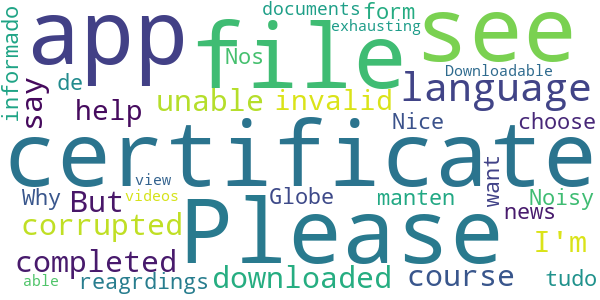 documents form
exhausting
app file see
informado
Nos
Downloadable
de
say
help unable invalid language
Nice choose
certificate
view
want
Why But videos Globe manten Noisy
news
Please
corrupted
I'm
completed
able reagrdings downloaded course tudo